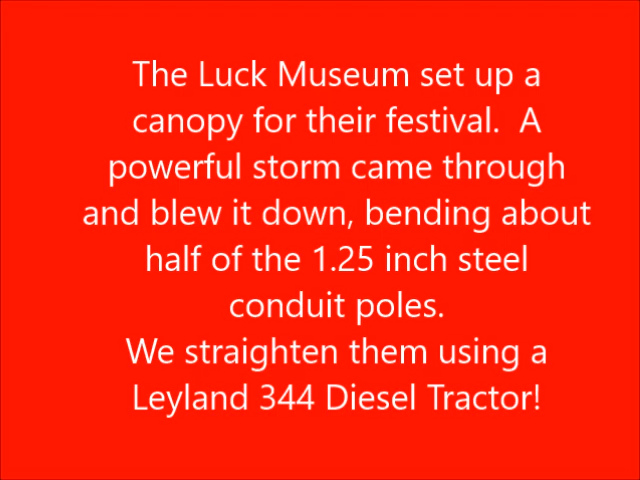 The Luck Museum set up a
canopy for their festival.  A
powerful storm came through
and blew it down, bending about
half of the 1.25 inch steel
conduit poles.
We straighten them using a
Leyland 344 Diesel Tractor!